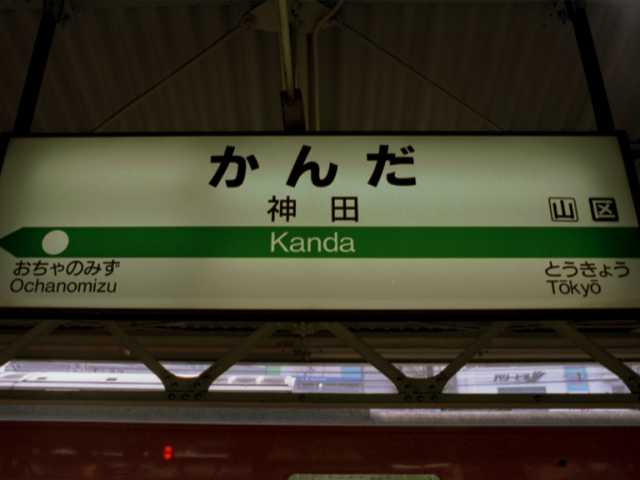 かんだ
神田
山 区
Kanda
おちゃのみず
Ochanomizu
とうきょう
Tōkyō